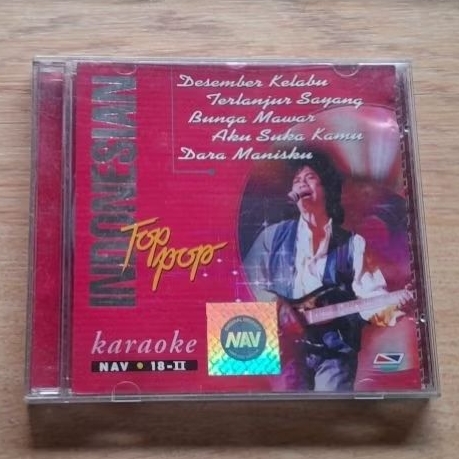 INDONESIAN
Desember Kelabu
Terlanjur Sayang
Bunga Mawar
Aku Suka Kamu
Dara Manisku
Top
pop
karaoke
NAV • 18-II
NAV